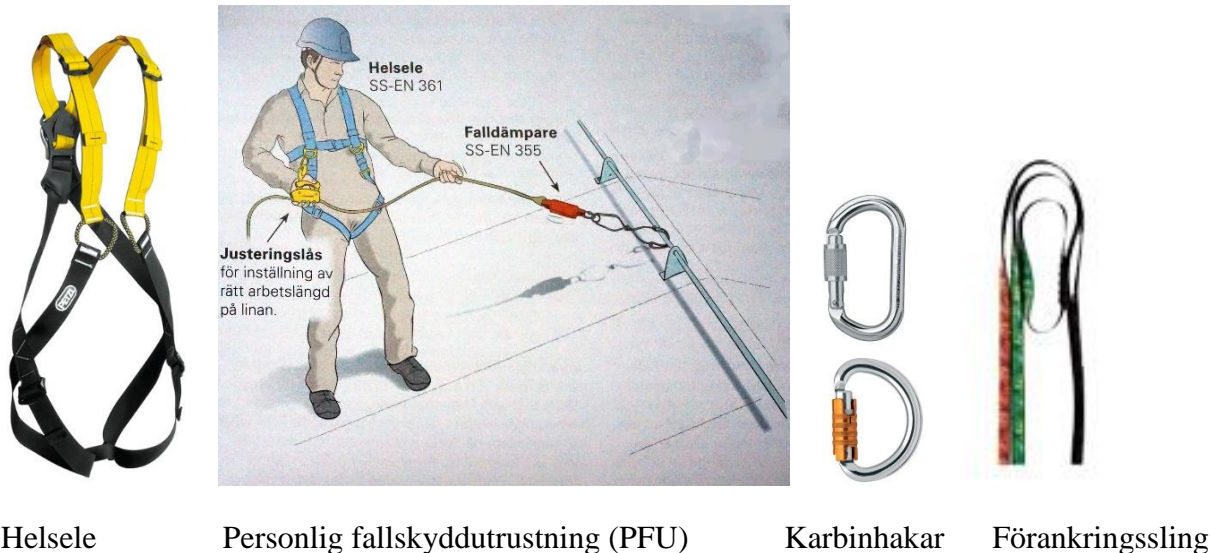 Helsele
SS-EN 361
Falldämpare
SS-EN 355
Justeringslås
för inställning av
rätt arbetslängd
på linan.
PETZL
Helsele
Personlig fallskyddutrustning (PFU)
Karbinhakar
Förankringssling